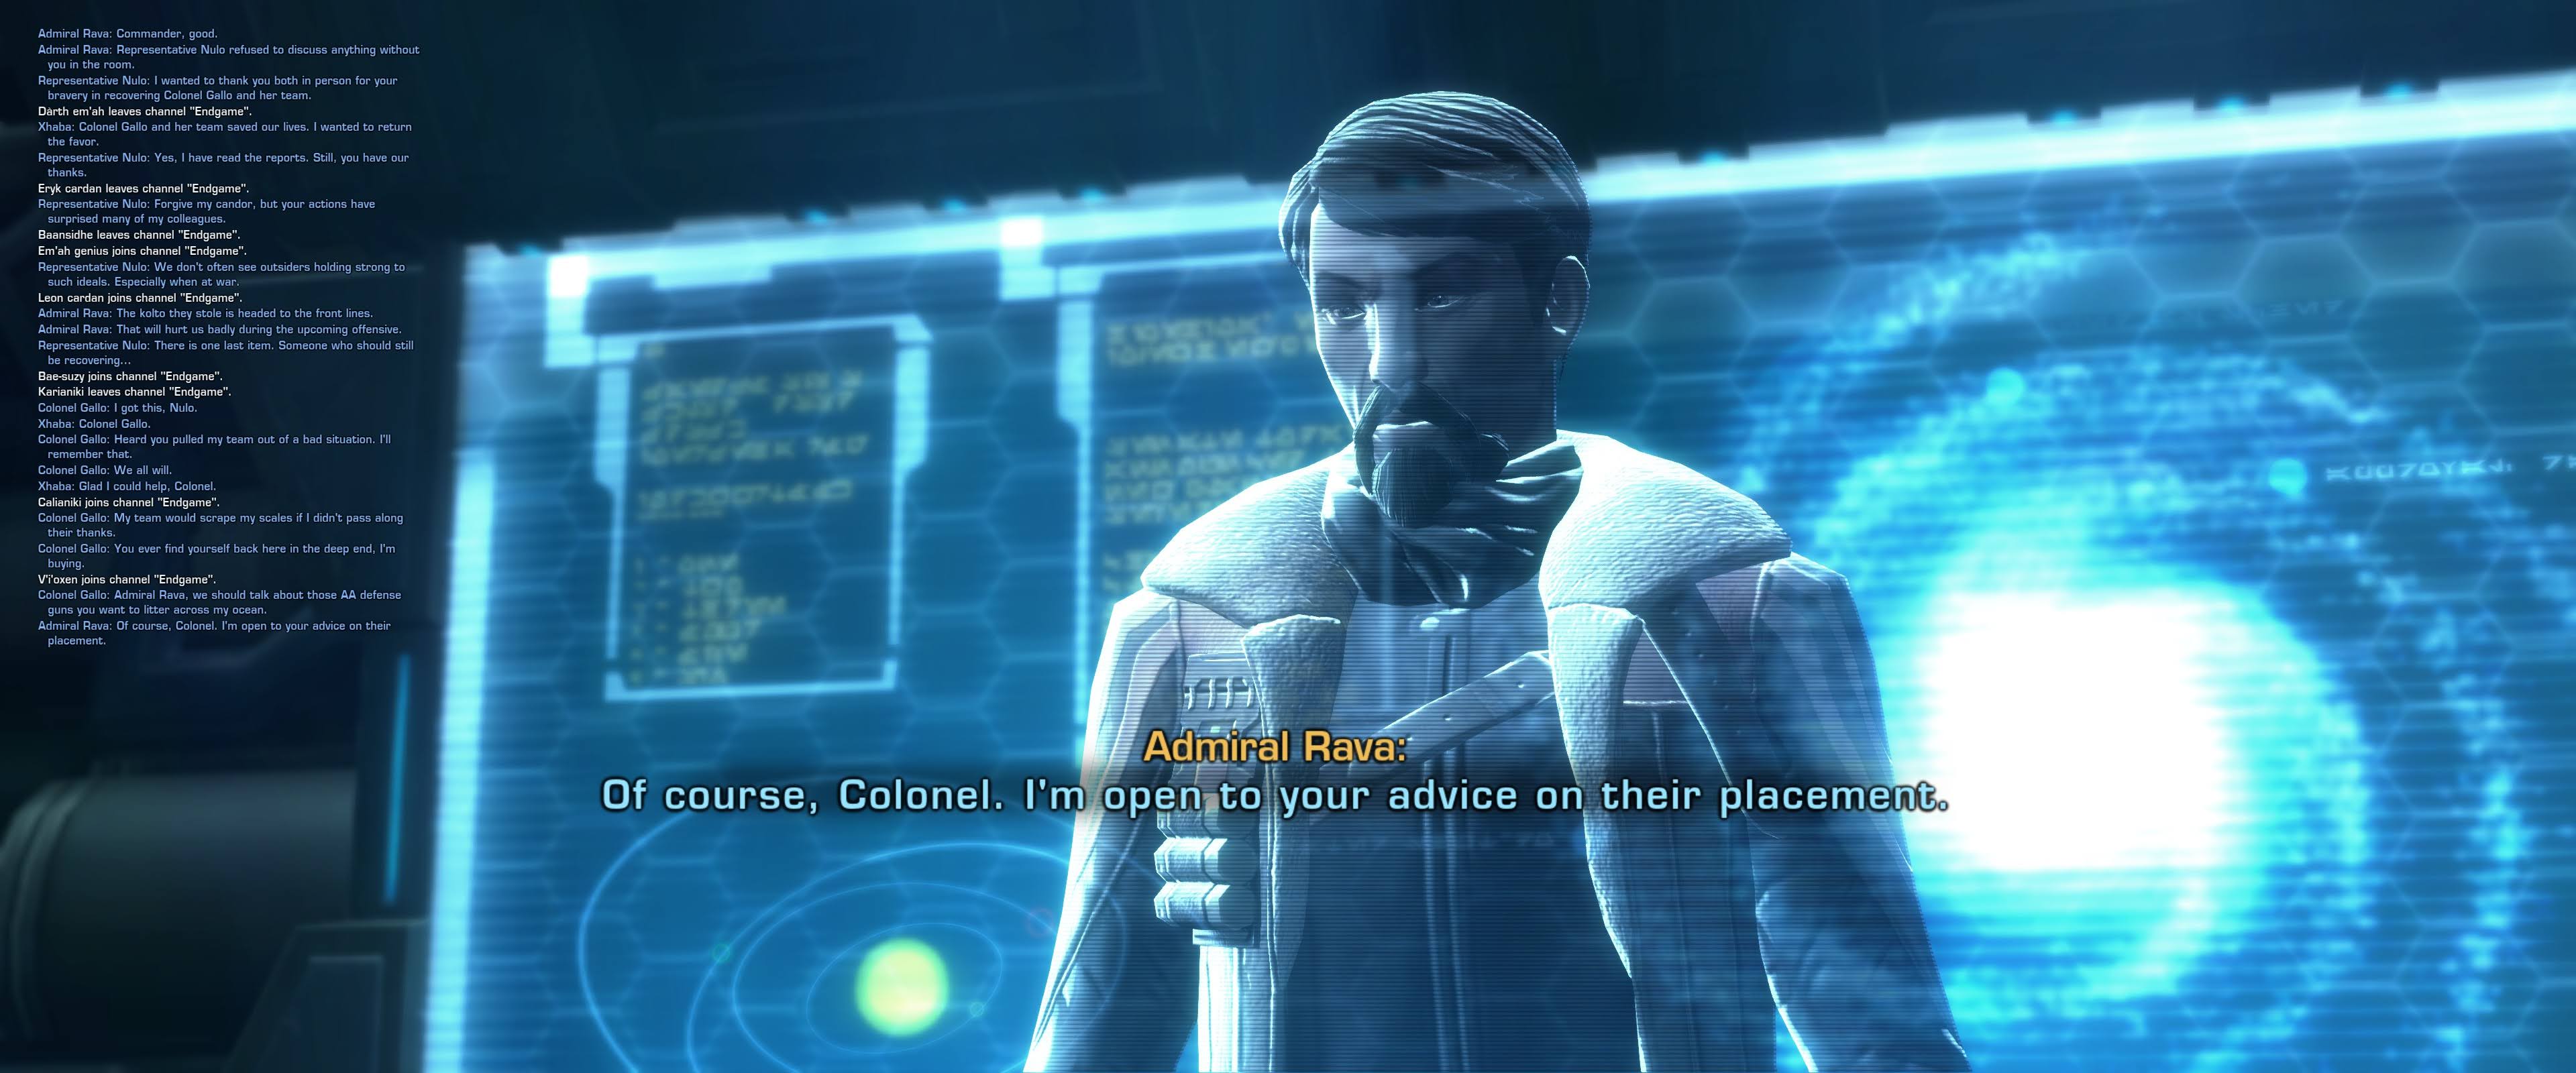 Admiral Rava: Commander, good.
Admiral Rava: Representative Nulo refused to discuss anything without
you in the room.
Representative Nulo: I wanted to thank you both in person for your
bravery in recovering Colonel Gallo and her team.
Dàrth em'ah leaves channel "Endgame".
Xhaba: Colonel Gallo and her team saved our lives. I wanted to return
the favor.
Representative Nulo: Yes, I have read the reports. Still, you have our
thanks.
Eryk cardan leaves channel "Endgame".
Representative Nulo: Forgive my candor, but your actions have
surprised many of my colleagues.
Baansidhe leaves channel "Endgame".
Em'ah genius joins channel "Endgame".
Representative Nulo: We don't often see outsiders holding strong to
such ideals. Especially when at war.
Leon cardan joins channel "Endgame".
Admiral Rava: The kolto they stole is headed to the front lines.
Admiral Rava: That will hurt us badly during the upcoming offensive.
Representative Nulo: There is one last item. Someone who should still
be recovering...
Bae-suzy joins channel "Endgame".
Karianiki leaves channel "Endgame".
Colonel Gallo: I got this, Nulo.
Xhaba: Colonel Gallo.
Colonel Gallo: Heard you pulled my team out of a bad situation. I'll
remember that.
Colonel Gallo: We all will.
Xhaba: Glad I could help, Colonel.
Calianiki joins channel "Endgame".
Colonel Gallo: My team would scrape my scales if I didn't pass along
their thanks.
Colonel Gallo: You ever find yourself back here in the deep end, I'm
buying.
V'i'oxen joins channel "Endgame".
Colonel Gallo: Admiral Rava, we should talk about those AA defense
guns you want to litter across my ocean.
Admiral Rava: Of course, Colonel. I'm open to your advice on their
placement.
Admiral Rava:
Of course, Colonel. I'm open to your advice on their placement.